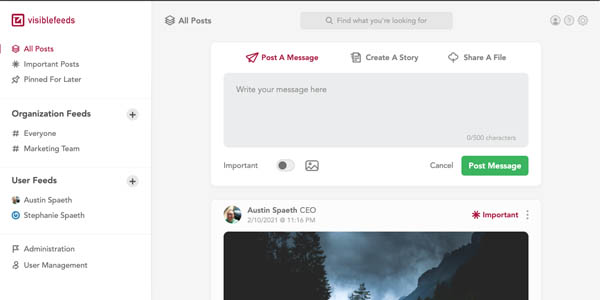 visiblefeeds
All Posts
Important Posts
Pinned For Later
Organization Feeds
# Everyone
# Marketing Team
User Feeds
Austin Spaeth
Stephanie Spaeth
Administration
User Management
All Posts
Find what you're looking for
Post A Message
Create A Story
Share A File
Write your message here
0/500 characters
Important
Cancel
Post Message
Austin Spaeth CEO
Important
2/10/2021 @ 11:16 PM